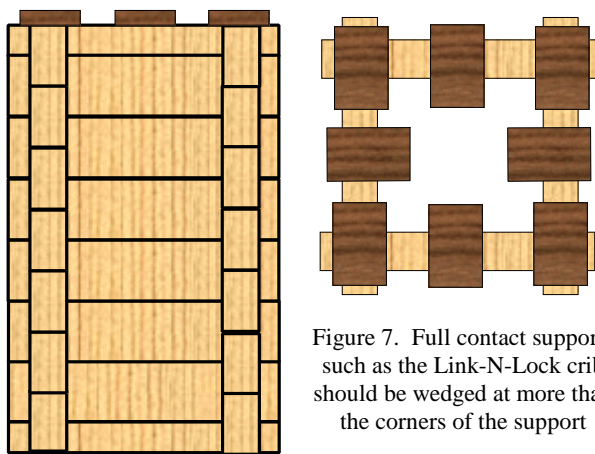 Figure 7. Full contact suppor
such as the Link-N-Lock crib
should be wedged at more tha
the corners of the support